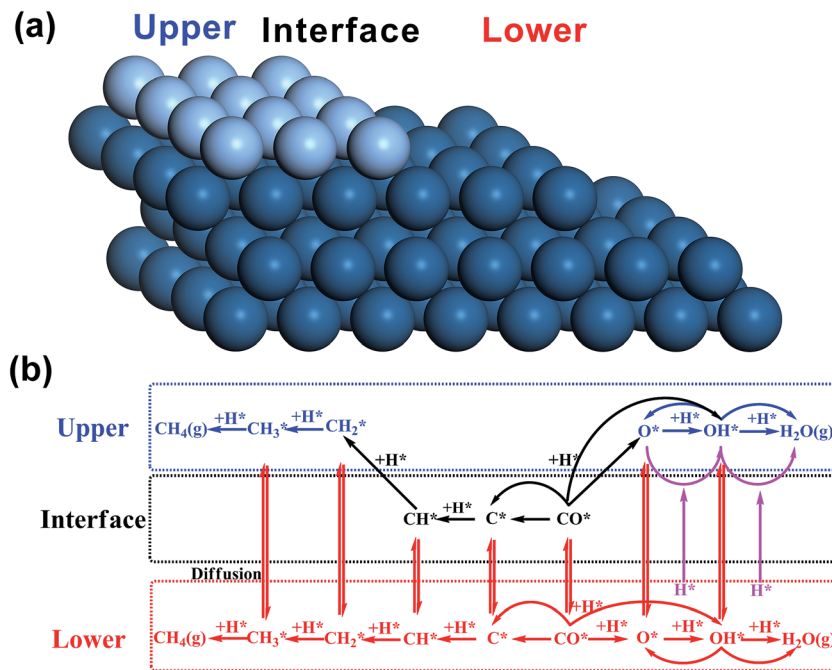 (a)
Upper Interface Lower
(b)
Upper
CH₄(g) +H* CH₃* +H* CH₂* O* +H* OH* +H* H₂O(g)
+H* +H*
Interface
CH* +H* C* CO*
Diffusion
H* H*
Lower
+H*
CH₄(g) +H* CH₃* +H* CH₂* +H* CH* +H* C* CO* +H* O* +H* OH* +H* H₂O(g)